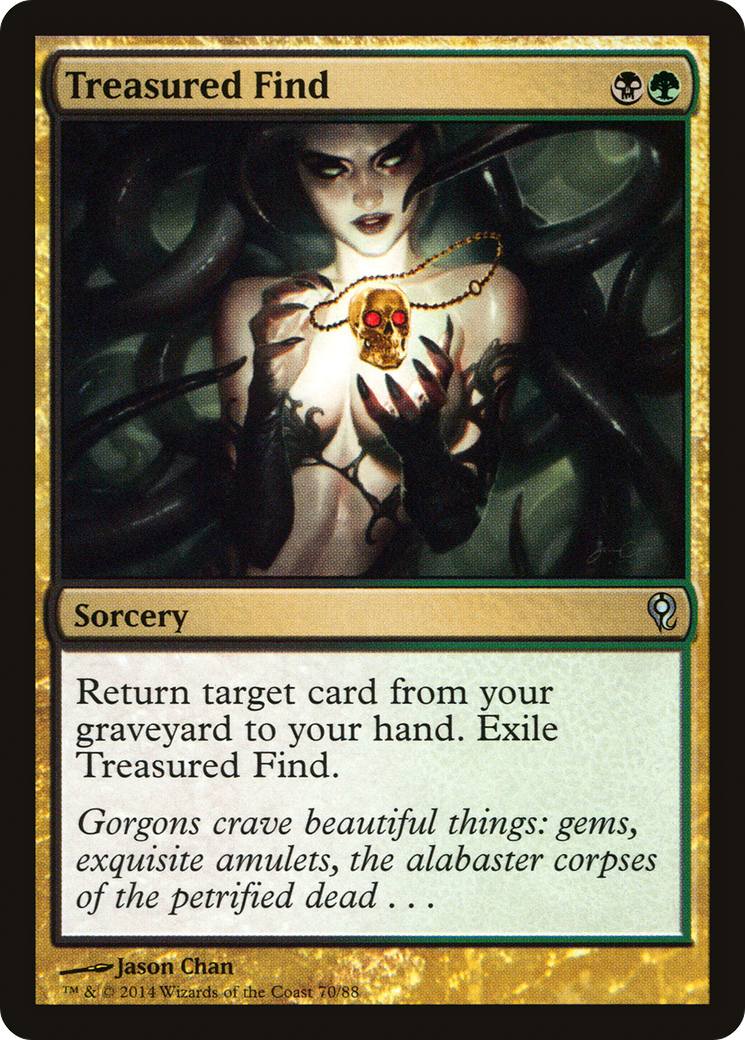 Treasured Find
Sorcery
Return target card from your
graveyard to your hand. Exile
Treasured Find.
Gorgons crave beautiful things: gems,
exquisite amulets, the alabaster corpses
of the petrified dead . . .
Jason Chan
™ & © 2014 Wizards of the Coast 70/88